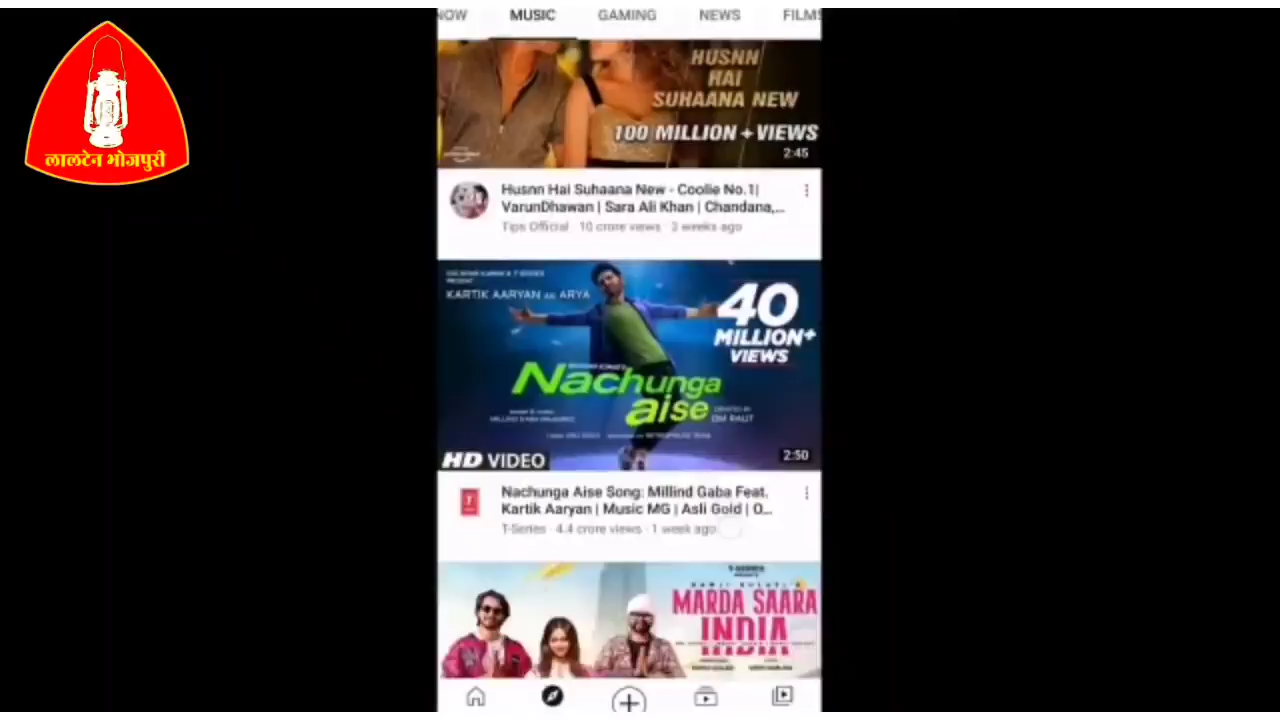 NOW MUSIC GAMING NEWS FILMS
HUSNN
HAI
SUHAANA NEW
100 MILLION + VIEWS
2:45
लालटेन भोजपुरी
Husnn Hai Suhaana New - Coolie No.1|
VarunDhawan | Sara Ali Khan | Chandana,...
Tips Official · 10 crore views · 3 weeks ago
KARTIK AARYAN AS ARYA
40
MILLION+
VIEWS
Nachunga
aise
OM RAUT
HD VIDEO
2:50
Nachunga Aise Song: Millind Gaba Feat.
Kartik Aaryan | Music MG | Asli Gold | O...
T-Series · 4.4 crore views · 1 week ago
T-SERIES
MARDA SAARA
INDIA